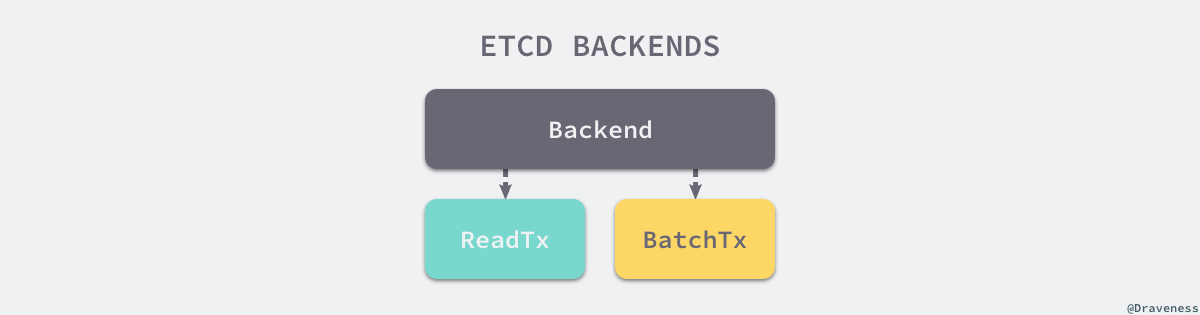 ETCD BACKENDS
Backend
ReadTx
BatchTx
@Draveness